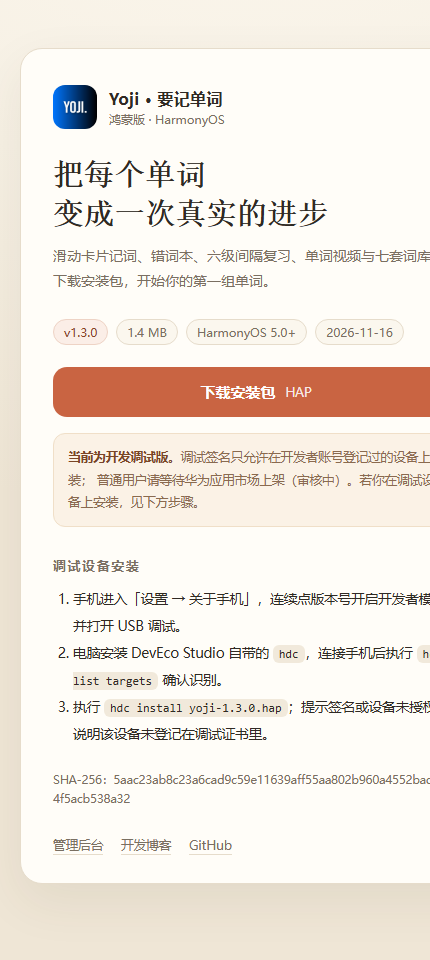 YOJI.
Yoji • 要记单词
鸿蒙版 · HarmonyOS
把每个单词
变成一次真实的进步
滑动卡片记词、错词本、六级间隔复习、单词视频与七套词库
下载安装包，开始你的第一组单词。
v1.3.0 1.4 MB HarmonyOS 5.0+ 2026-11-16
下载安装包 HAP
当前为开发调试版。调试签名只允许在开发者账号登记过的设备上
装； 普通用户请等待华为应用市场上架（审核中）。若你在调试设
备上安装，见下方步骤。
调试设备安装
1. 手机进入「设置 → 关于手机」，连续点版本号开启开发者模
并打开 USB 调试。
2. 电脑安装 DevEco Studio 自带的 hdc，连接手机后执行 h
list targets 确认识别。
3. 执行 hdc install yoji-1.3.0.hap；提示签名或设备未授权
说明该设备未登记在调试证书里。
SHA-256：5aac23ab8c23a6cad9c59e11639aff55aa802b960a4552bac
4f5acb538a32
管理后台 开发博客 GitHub